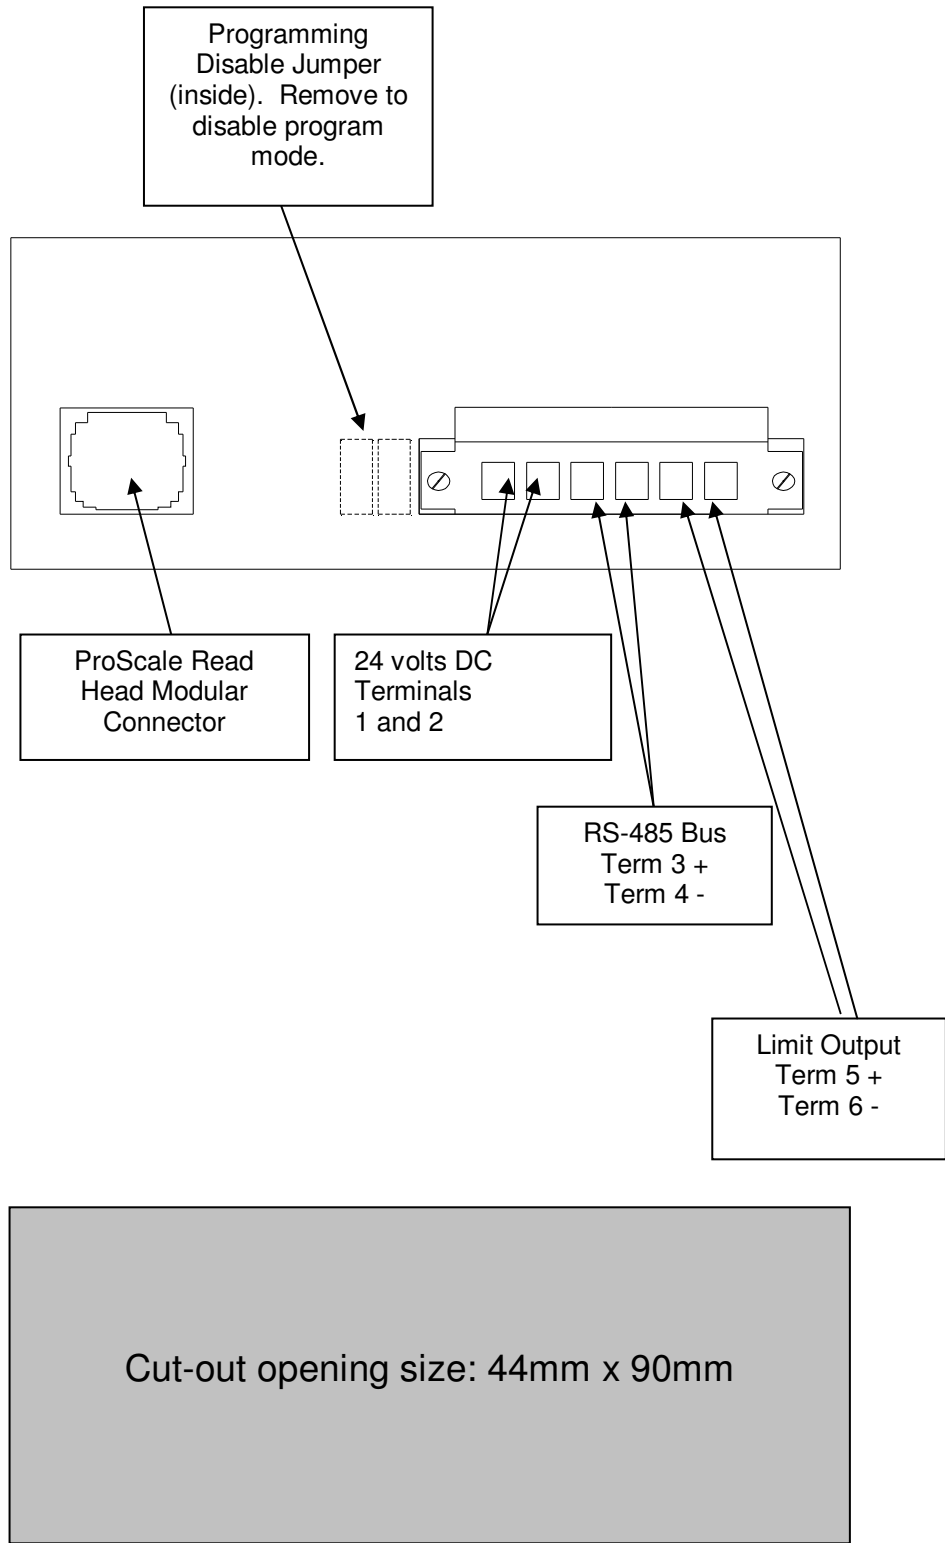 Programming
Disable Jumper
(inside).  Remove to
disable program
mode.
ProScale Read
Head Modular
Connector
24 volts DC
Terminals
1 and 2
RS-485 Bus
Term 3 +
Term 4 -
Limit Output
Term 5 +
Term 6 -
Cut-out opening size: 44mm x 90mm